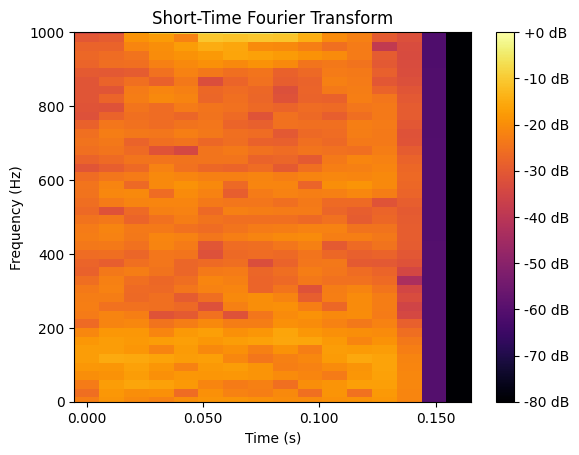 Short-Time Fourier Transform
1000
800
600
400
200
0
Frequency (Hz)
0.000
0.050
0.100
0.150
Time (s)
+0 dB
-10 dB
-20 dB
-30 dB
-40 dB
-50 dB
-60 dB
-70 dB
-80 dB